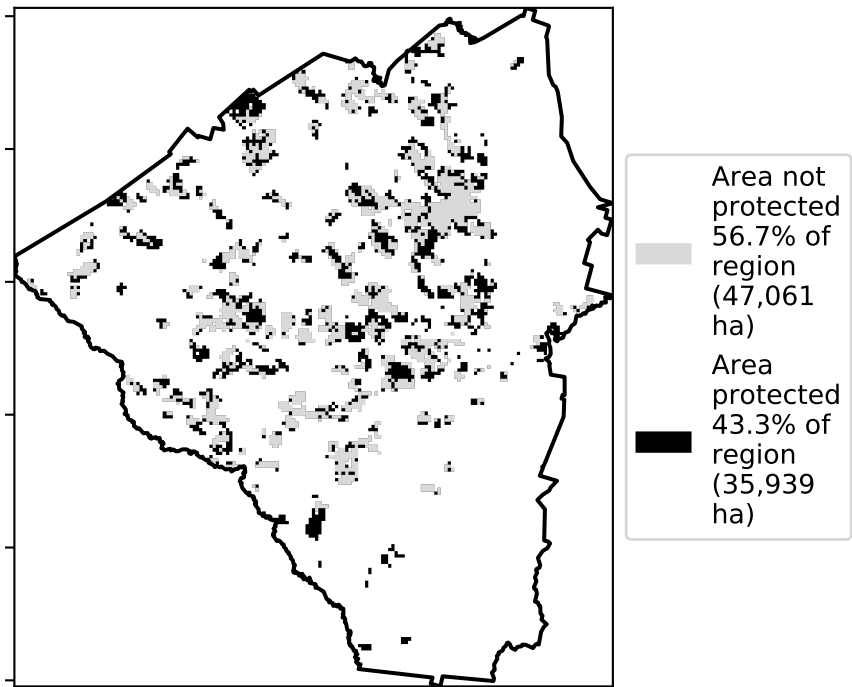 Area not
protected
56.7% of
region
(47,061
ha)
Area
protected
43.3% of
region
(35,939
ha)